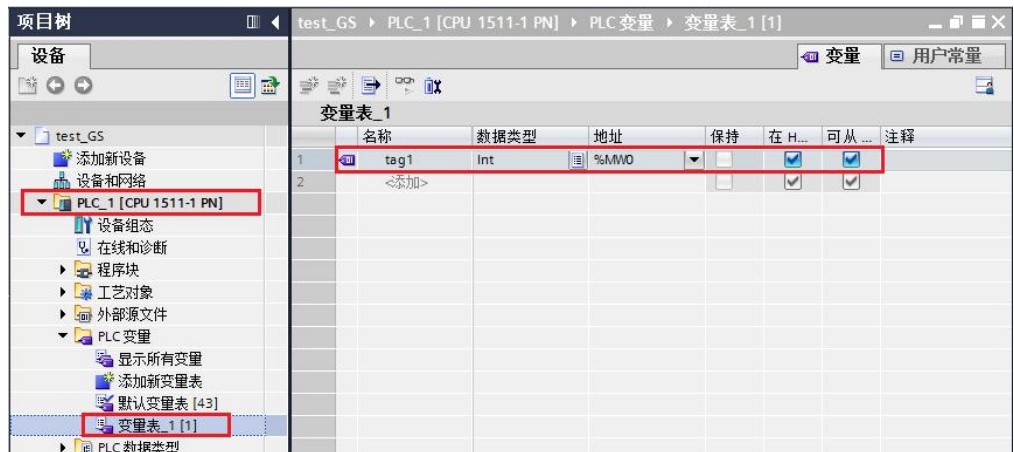 项目树
test_GS ▸ PLC_1 [CPU 1511-1 PN] ▸ PLC 变量 ▸ 变量表_1 [1]
设备
变量 用户常量
变量表_1
名称 数据类型 地址 保持 在 H... 可从 ... 注释
1 tag1 Int %MW0
2 <添加>
test_GS
添加新设备
设备和网络
PLC_1 [CPU 1511-1 PN]
设备组态
在线和诊断
程序块
工艺对象
外部源文件
PLC 变量
显示所有变量
添加新变量表
默认变量表 [43]
变量表_1 [1]
PLC 数据类型